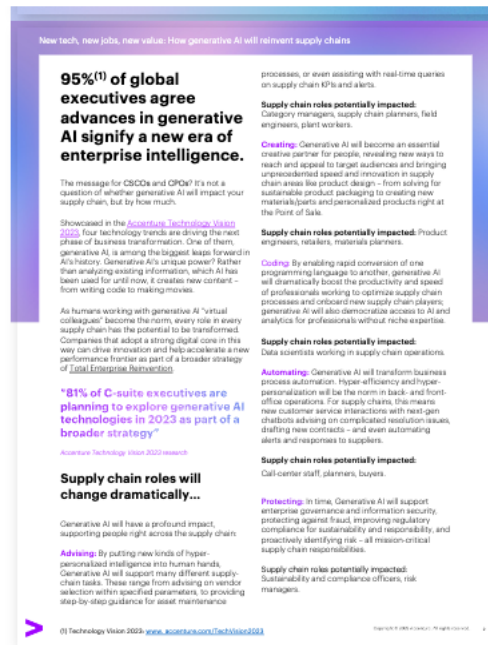 New tech, new jobs, new value: How generative AI will reinvent supply chains
95%(1) of global
executives agree
advances in generative
AI signify a new era of
enterprise intelligence.
The message for CSCOs and CPOs? It's not a
question of whether generative AI will impact your
supply chain, but by how much.
Showcased in the Accenture Technology Vision
2023, four technology trends are driving the next
phase of business transformation. One of them,
generative AI, is among the biggest leaps forward in
AI's history. Generative AI's unique power? Rather
than analyzing existing information, which AI has
been used for until now, it creates new content –
from writing code to making movies.
As humans working with generative AI "virtual
colleagues" become the norm, every role in every
supply chain has the potential to be transformed.
Companies that adopt a strong digital core in this
way can drive innovation and help accelerate a new
performance frontier as part of a broader strategy
of Total Enterprise Reinvention.
"81% of C-suite executives are
planning to explore generative AI
technologies in 2023 as part of a
broader strategy"
Accenture Technology Vision 2023 research
Supply chain roles will
change dramatically...
Generative AI will have a profound impact,
supporting people right across the supply chain:
Advising: By putting new kinds of hyper-
personalized intelligence into human hands,
Generative AI will support many different supply-
chain tasks. These range from advising on vendor
selection within specified parameters, to providing
step-by-step guidance for asset maintenance
processes, or even assisting with real-time queries
on supply chain KPIs and alerts.
Supply chain roles potentially impacted:
Category managers, supply chain planners, field
engineers, plant workers.
Creating: Generative AI will become an essential
creative partner for people, revealing new ways to
reach and appeal to target audiences and bringing
unprecedented speed and innovation in supply
chain areas like product design – from solving for
sustainable product packaging to creating new
materials/parts and personalized products right at
the Point of Sale.
Supply chain roles potentially impacted: Product
engineers, retailers, materials planners.
Coding: By enabling rapid conversion of one
programming language to another, generative AI
will dramatically boost the productivity and speed
of professionals working to optimize supply chain
processes and onboard new supply chain players;
generative AI will also democratize access to AI and
analytics for professionals without niche expertise.
Supply chain roles potentially impacted:
Data scientists working in supply chain operations.
Automating: Generative AI will transform business
process automation. Hyper-efficiency and hyper-
personalization will be the norm in back- and front-
office operations. For supply chains, this means
new customer service interactions with next-gen
chatbots advising on complicated resolution issues,
drafting new contracts – and even automating
alerts and responses to suppliers.
Supply chain roles potentially impacted:
Call-center staff, planners, buyers.
Protecting: In time, Generative AI will support
enterprise governance and information security,
protecting against fraud, improving regulatory
compliance for sustainability and responsibility, and
proactively identifying risk – all mission-critical
supply chain responsibilities.
Supply chain roles potentially impacted:
Sustainability and compliance officers, risk
managers.
(1) Technology Vision 2023: www.accenture.com/TechVision2023
Copyright © 2023 Accenture. All rights reserved.